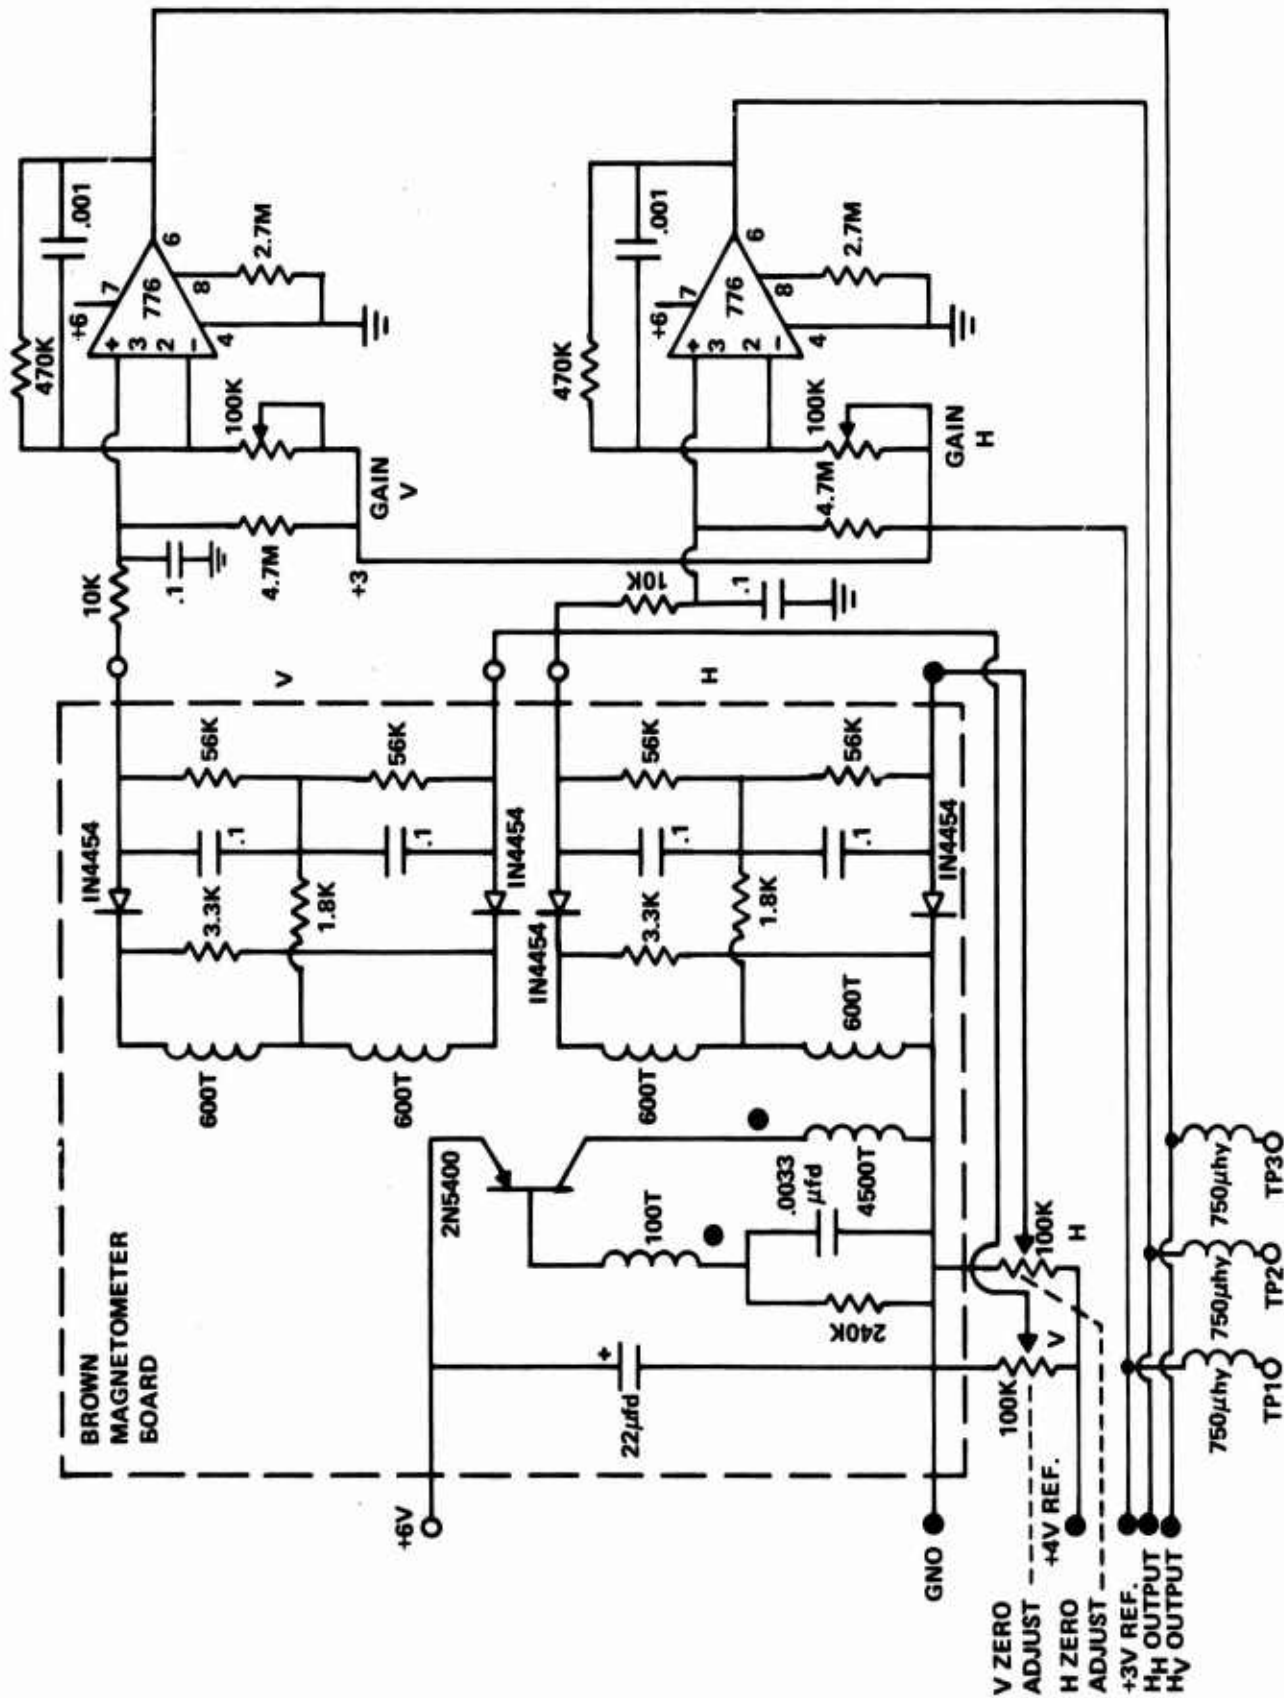 BROWN
MAGNETOMETER
BOARD
+6V
22µfd
+
2N5400
100T
240K
.0033
µfd
4500T
600T
600T
600T
600T
IN4454
3.3K
.1
56K
1.8K
.1
56K
IN4454
IN4454
3.3K
.1
56K
1.8K
.1
56K
IN4454
V
H
10K
.1
4.7M
+3
GAIN
V
100K
470K
.001
+6
7
+
3
776
2
-
6
8
4
2.7M
10K
.1
4.7M
100K
GAIN
H
470K
.001
+6
7
+
3
776
2
-
6
8
4
2.7M
GNO
V ZERO
ADJUST
100K
V
100K
H
+4V REF.
H ZERO
ADJUST
+3V REF.
HH OUTPUT
HV OUTPUT
750µhy
TP1
750µhy
TP2
750µhy
TP3